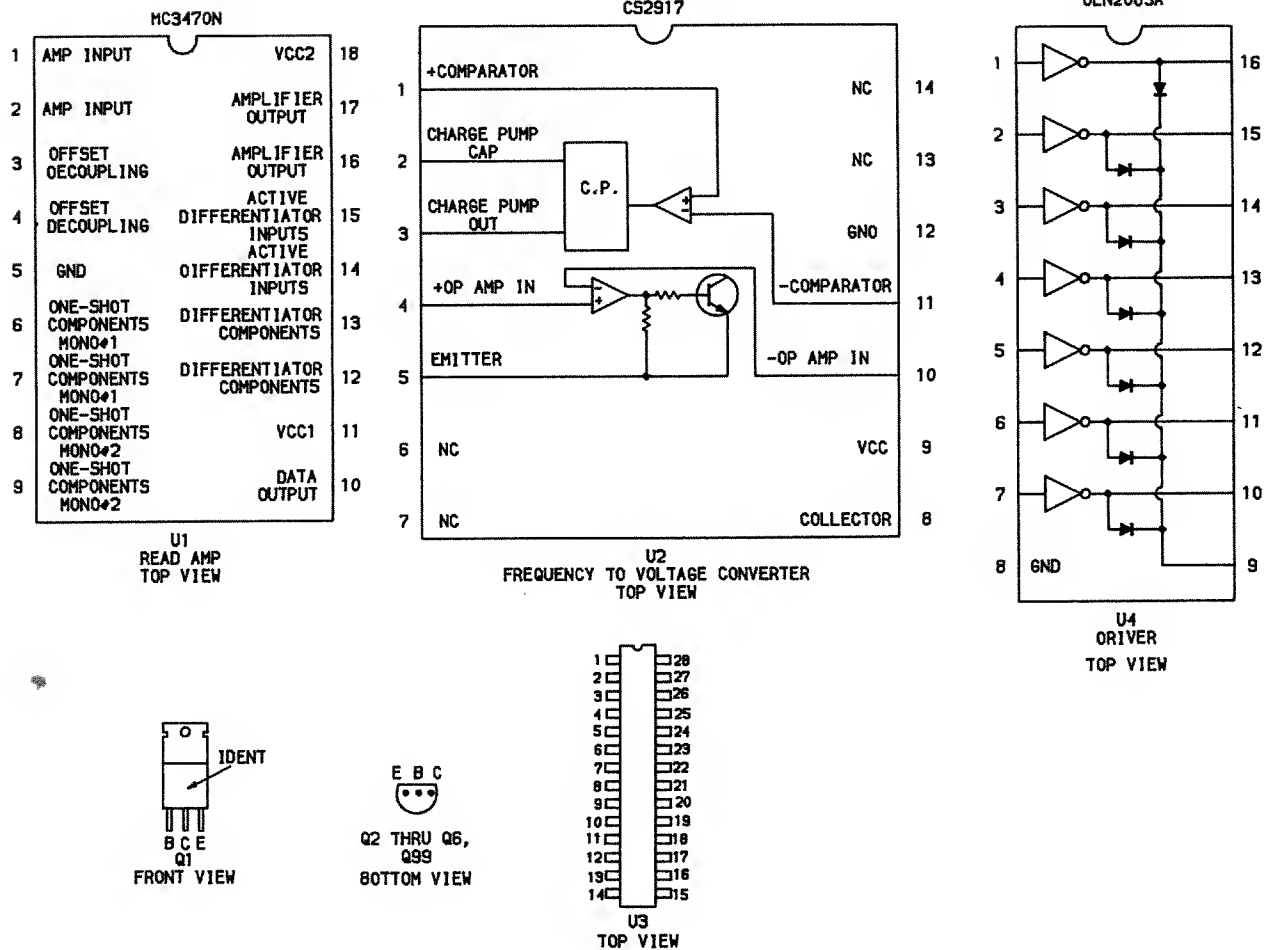 MC3470N
1 AMP INPUT VCC2 18
2 AMP INPUT AMPLIFIER OUTPUT 17
3 OFFSET OECOUPLING AMPLIFIER OUTPUT 16
4 OFFSET DECOUPLING ACTIVE DIFFERENTIATOR INPUTS 15
5 GND ACTIVE OIFFERENTIATOR INPUTS 14
6 ONE-SHOT COMPONENTS MONO#1 DIFFERENTIATOR COMPONENTS 13
7 ONE-SHOT COMPONENTS MONO#1 DIFFERENTIATOR COMPONENTS 12
8 ONE-SHOT COMPONENTS MONO#2 VCC1 11
9 ONE-SHOT COMPONENTS MONO#2 DATA OUTPUT 10
U1
READ AMP
TOP VIEW
CS2917
1 +COMPARATOR NC 14
2 CHARGE PUMP CAP NC 13
C.P.
+
-
3 CHARGE PUMP OUT GNO 12
4 +OP AMP IN -COMPARATOR 11
-
+
5 EMITTER -OP AMP IN 10
6 NC VCC 9
7 NC COLLECTOR 8
U2
FREQUENCY TO VOLTAGE CONVERTER
TOP VIEW
1 16
2 15
3 14
4 13
5 12
6 11
7 10
8 GND 9
U4
ORIVER
TOP VIEW
IDENT
B C E
Q1
FRONT VIEW
E B C
Q2 THRU Q6,
Q99
BOTTOM VIEW
1 28
2 27
3 26
4 25
5 24
6 23
7 22
8 21
9 20
10 19
11 18
12 17
13 16
14 15
U3
TOP VIEW